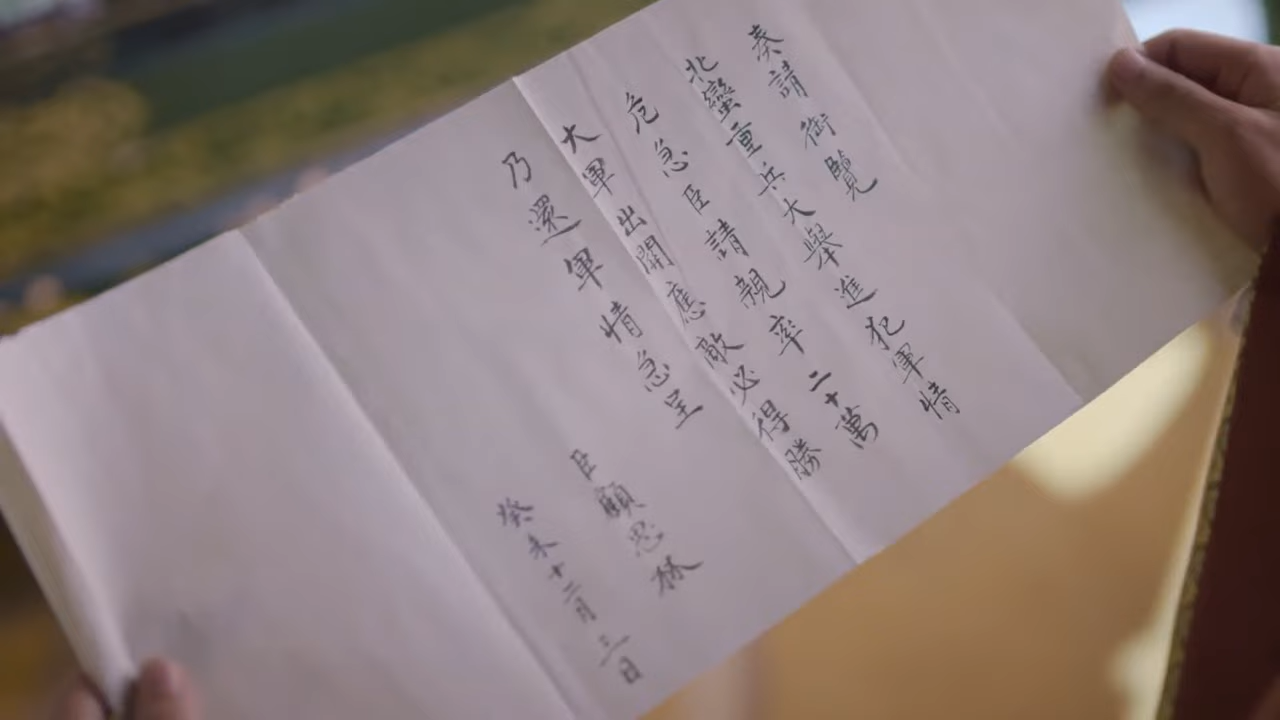 奏請御覽
北蠻重兵大舉進犯軍情
危急臣請親率二十萬
大軍出關應敵必得勝
乃還軍情急呈
臣顧思林
癸未十二月三日